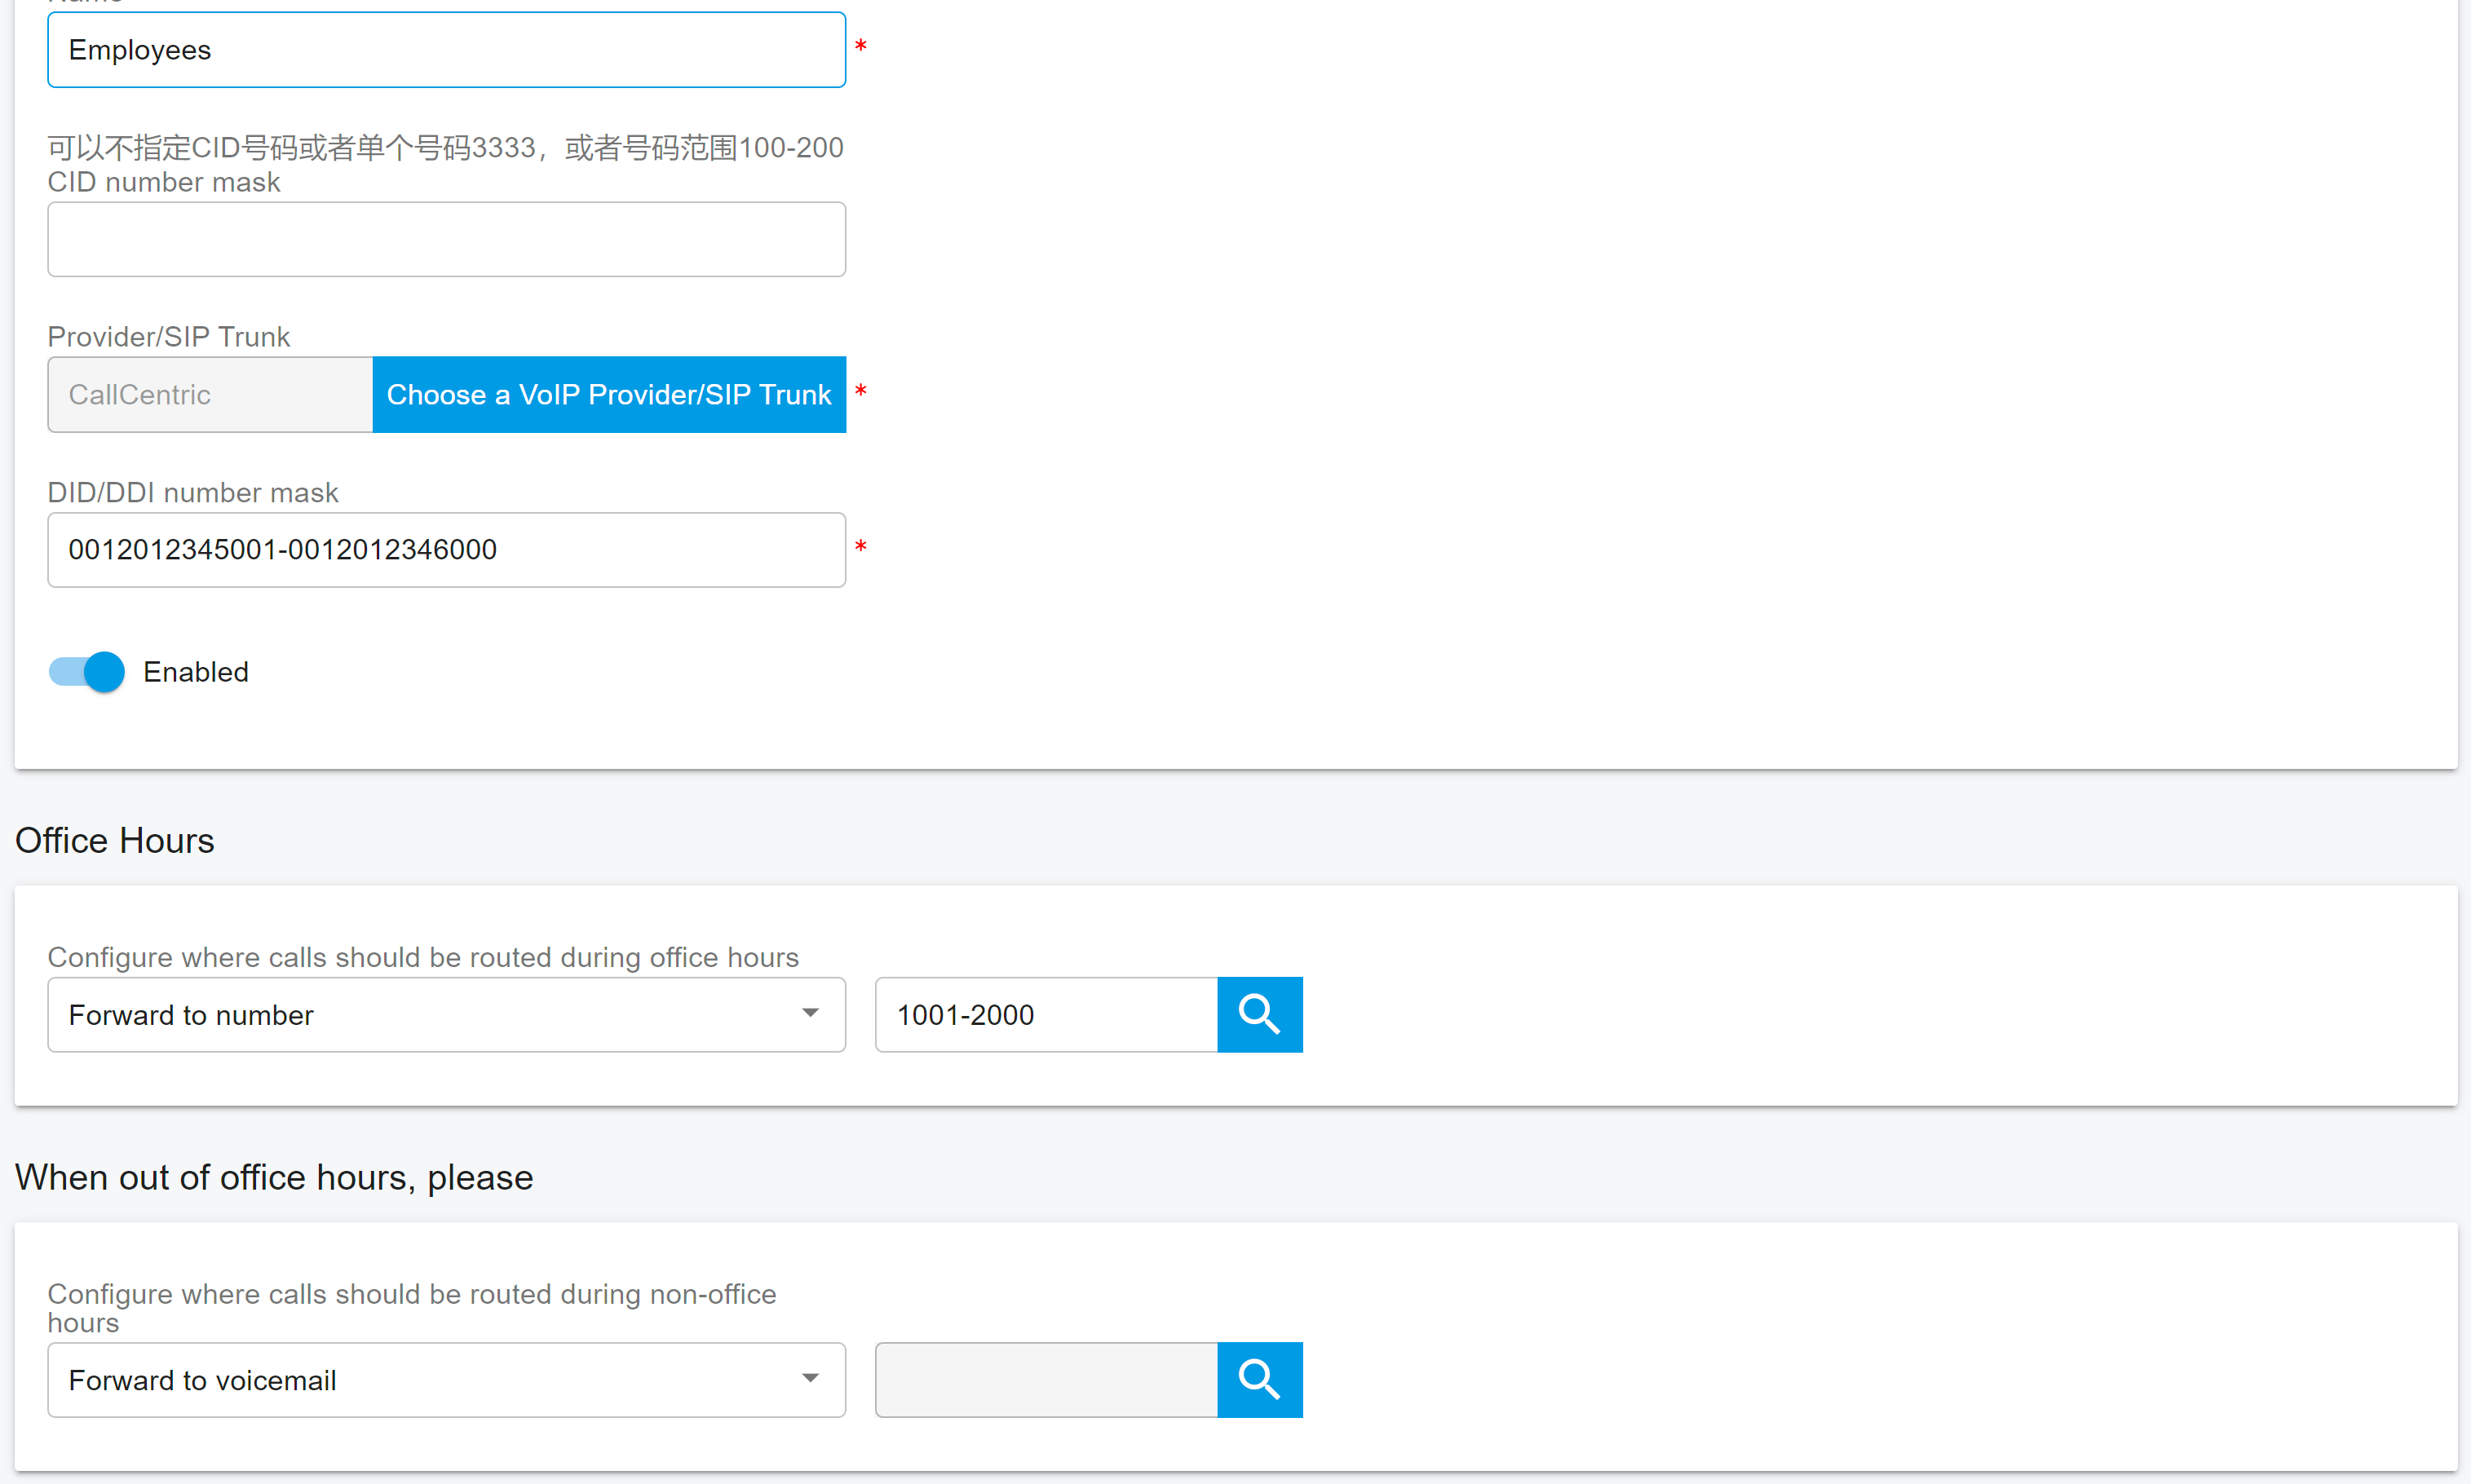 Employees *
可以不指定CID号码或者单个号码3333，或者号码范围100-200
CID number mask
Provider/SIP Trunk
CallCentric Choose a VoIP Provider/SIP Trunk *
DID/DDI number mask
0012012345001-0012012346000 *
Enabled
Office Hours
Configure where calls should be routed during office hours
Forward to number 1001-2000
When out of office hours, please
Configure where calls should be routed during non-office
hours
Forward to voicemail